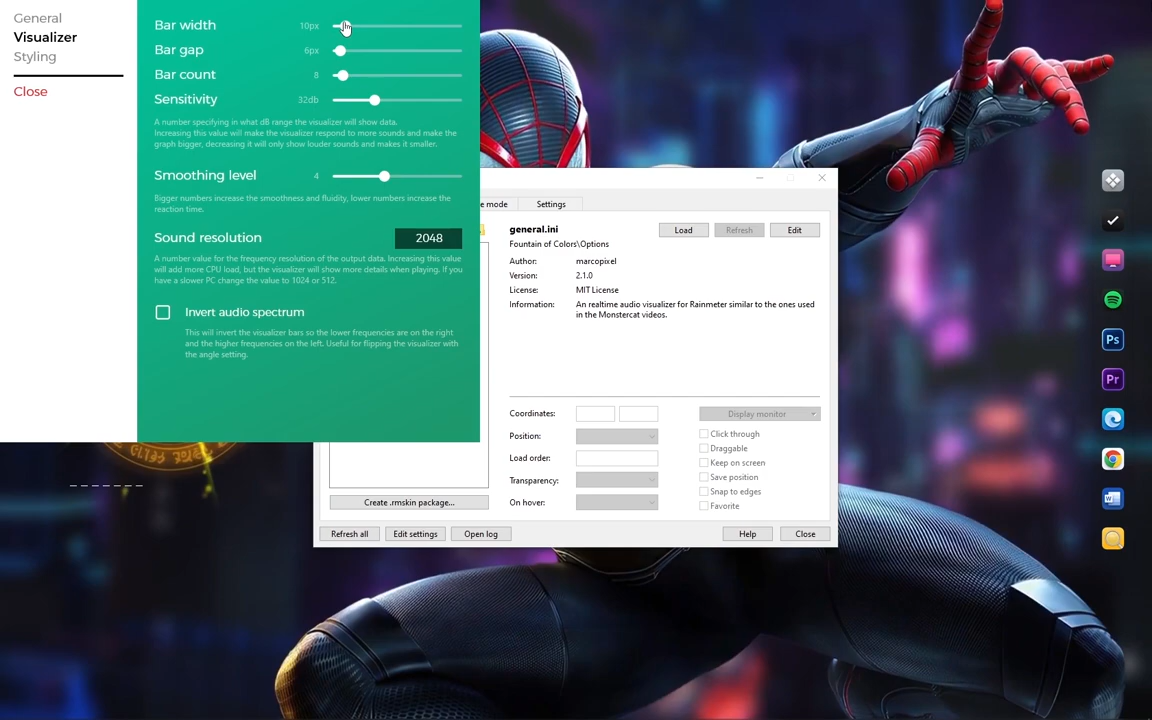 General
Visualizer
Styling
Close
Bar width 10px
Bar gap 6px
Bar count 8
Sensitivity 32db
A number specifying in what dB range the visualizer will show data.
Increasing this value will make the visualizer respond to more sounds and make the
graph bigger, decreasing it will only show louder sounds and makes it smaller.
Smoothing level 4
Bigger numbers increase the smoothness and fluidity, lower numbers increase the
reaction time.
Sound resolution 2048
A number value for the frequency resolution of the output data. Increasing this value
will add more CPU load, but the visualizer will show more details when playing. If you
have a slower PC change the value to 1024 or 512.
Invert audio spectrum
This will invert the visualizer bars so the lower frequencies are on the right
and the higher frequencies on the left. Useful for flipping the visualizer with
the angle setting.
mode Settings
general.ini Load Refresh Edit
Fountain of Colors\Options
Author: marcopixel
Version: 2.1.0
License: MIT License
Information: An realtime audio visualizer for Rainmeter similar to the ones used
in the Monstercat videos.
Coordinates: Display monitor
Position: Click through
Draggable
Load order: Keep on screen
Transparency: Save position
Snap to edges
On hover: Favorite
Create .rmskin package...
Refresh all Edit settings Open log Help Close
Ps
Pr
W